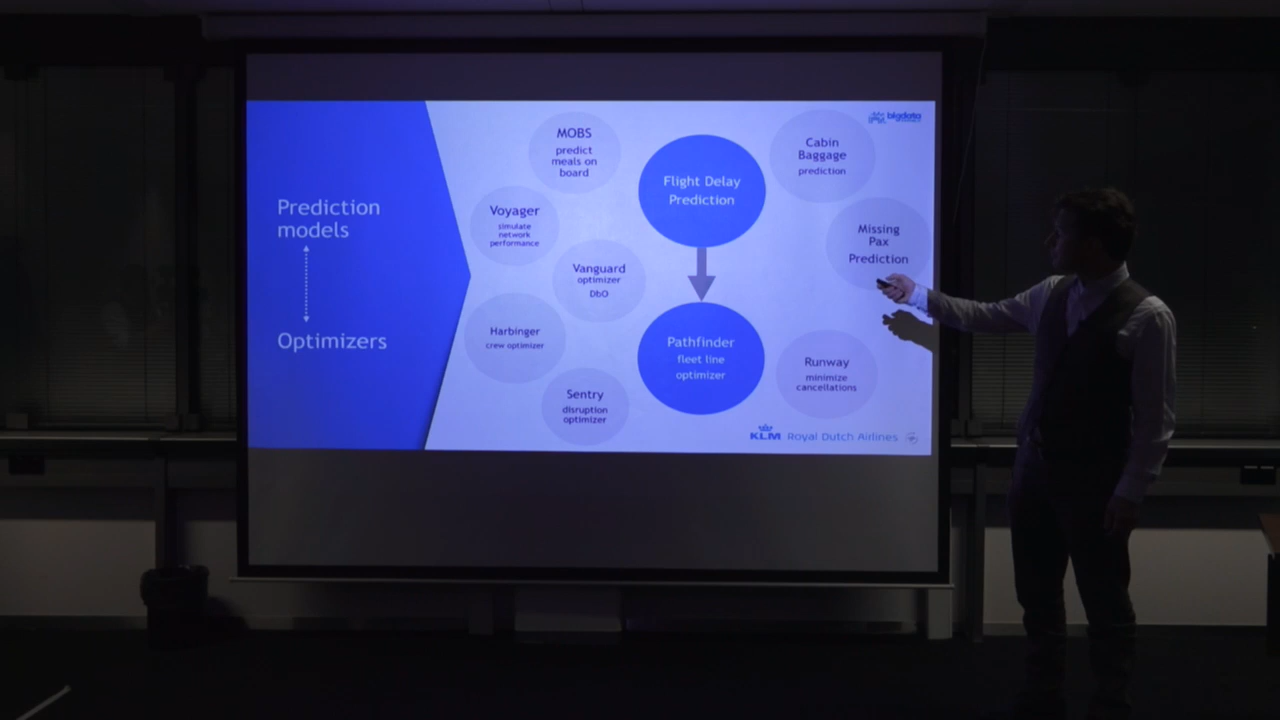 Prediction
models
Optimizers
MOBS
predict
meals on
board
Voyager
simulate
network
performance
Vanguard
optimizer
DbO
Harbinger
crew optimizer
Sentry
disruption
optimizer
Flight Delay
Prediction
Pathfinder
fleet line
optimizer
Cabin
Baggage
prediction
Missing
Pax
Prediction
Runway
minimize
cancellations
bigdata
KLM Royal Dutch Airlines